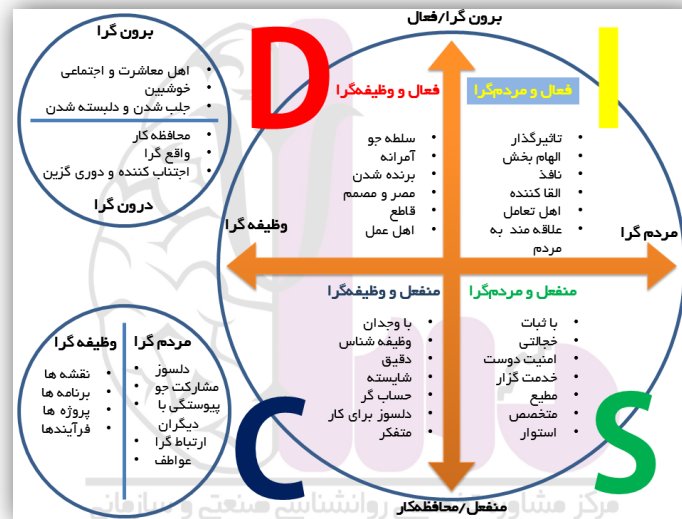 برون گرا/فعال
D
I
فعال و وظیفه‌گرا
فعال و مردم‌گرا
• سلطه جو
• آمرانه
• برنده شدن
• مصر و مصمم
• قاطع
• اهل عمل
• تاثیرگذار
• الهام بخش
• نافذ
• القا کننده
• اهل تعامل
• علاقه مند به
مردم
وظیفه گرا
مردم گرا
منفعل و وظیفه‌گرا
منفعل و مردم‌گرا
• با وجدان
• وظیفه شناس
• دقیق
• شایسته
• حساب گر
• دلسوز برای کار
• متفکر
• با ثبات
• خجالتی
• امنیت دوست
• خدمت گزار
• مطیع
• متخصص
• استوار
C
S
منفعل/محافظه‌کار
برون گرا
• اهل معاشرت و اجتماعی
• خوشبین
• جلب شدن و دلبسته شدن
• محافظه کار
• واقع گرا
• اجتناب کننده و دوری گزین
درون گرا
مردم گرا
• دلسوز
• مشارکت جو
• پیوستگی با
دیگران
• ارتباط گرا
• عواطف
وظیفه گرا
• نقشه ها
• برنامه ها
• پروژه ها
• فرآیندها
مرکز مشاوره روانشناسی صنعتی و سازمانی